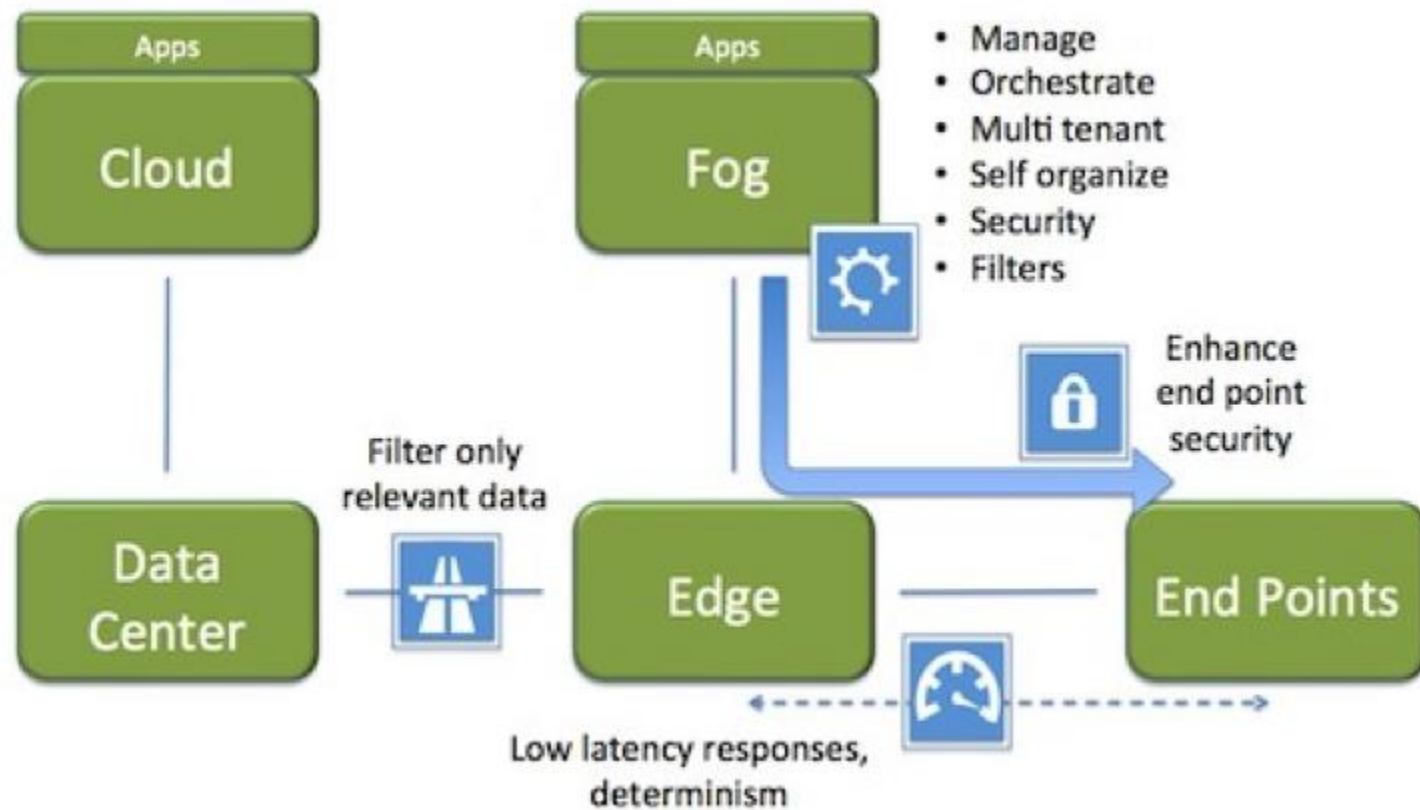 Apps
Cloud
Apps
Fog
• Manage
• Orchestrate
• Multi tenant
• Self organize
• Security
• Filters
Enhance
end point
security
Filter only
relevant data
Data
Center
Edge
End Points
Low latency responses,
determinism